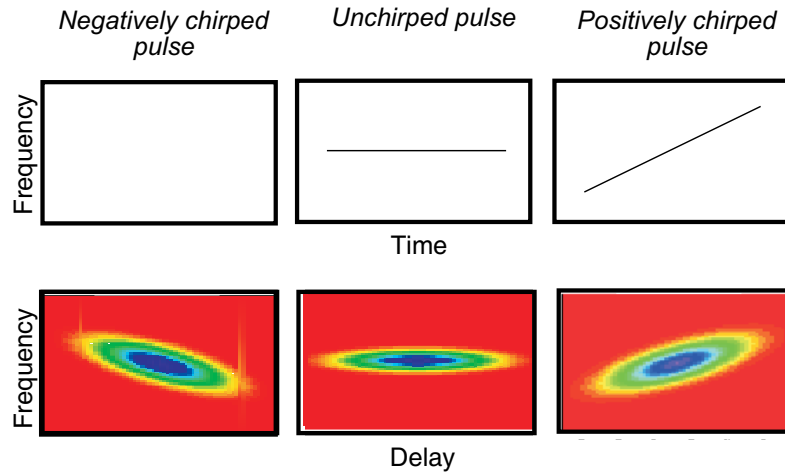 Negatively chirped
pulse
Unchirped pulse
Positively chirped
pulse
Frequency
Time
Frequency
Delay